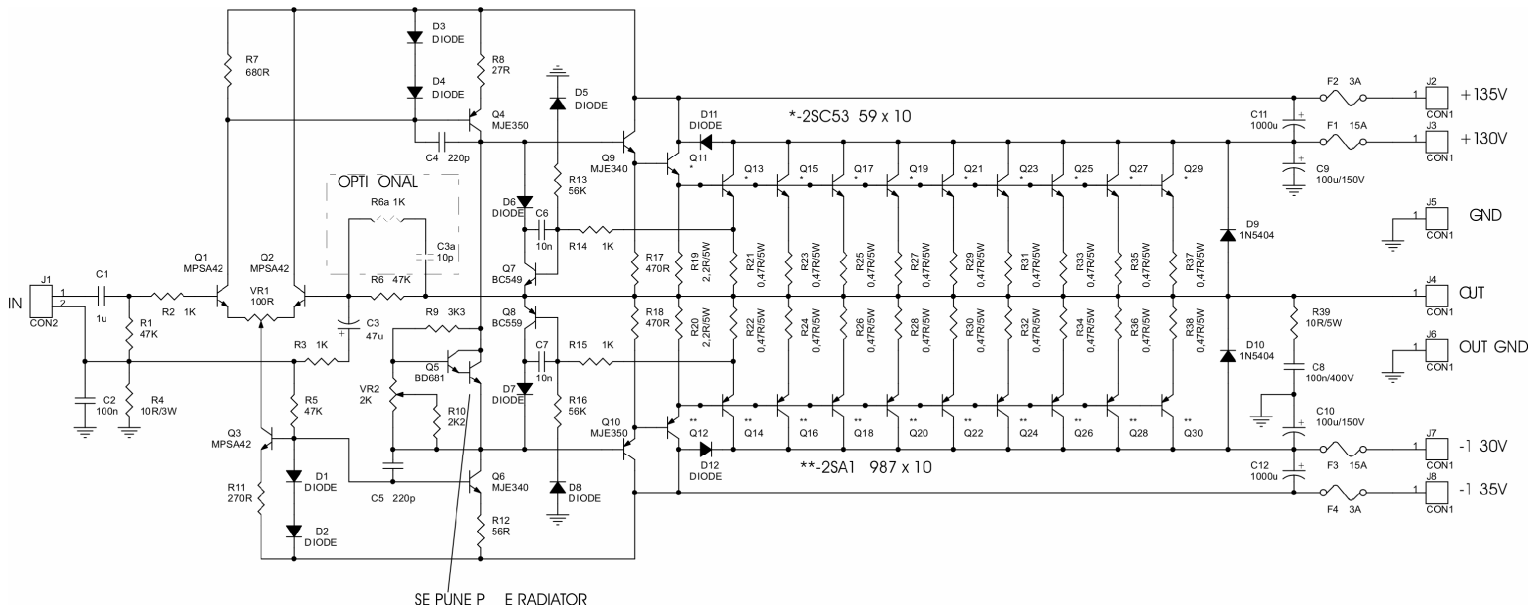 D3
DIODE
R7
680R
R8
27R
D4
DIODE
D5
DIODE
F2 3A
J2
1
+135V
CON1
Q4
MJE350
D11
DIODE
*-2SC53 59 x 10
C11
1000u
F1 15A
J3
1
+130V
CON1
C4 220p
Q9
MJE340
Q11
*
Q13
*
Q15
*
Q17
*
Q19
*
Q21
*
Q23
*
Q25
*
Q27
*
Q29
*
C9
100u/150V
OPTI ONAL
R6a 1K
R13
56K
D6
DIODE
C6
10n
R14 1K
J5
1
GND
CON1
C3a
10p
D9
1N5404
Q1
MPSA42
Q2
MPSA42
R6 47K
Q7
BC549
R17
470R
R19
2,2R/5W
R21
0,47R/5W
R23
0,47R/5W
R25
0,47R/5W
R27
0,47R/5W
R29
0,47R/5W
R31
0,47R/5W
R33
0,47R/5W
R35
0,47R/5W
R37
0,47R/5W
J1
IN
1
2
CON2
C1
1u
R2 1K
VR1
100R
J4
1
OUT
CON1
R1
47K
C3
47u
R9 3K3
Q8
BC559
R18
470R
R20
2,2R/5W
R22
0,47R/5W
R24
0,47R/5W
R26
0,47R/5W
R28
0,47R/5W
R30
0,47R/5W
R32
0,47R/5W
R34
0,47R/5W
R36
0,47R/5W
R38
0,47R/5W
R39
10R/5W
R3 1K
C7
10n
R15 1K
D10
1N5404
J6
1
OUT GND
CON1
Q5
BD681
C8
100n/400V
C2
100n
R4
10R/3W
R5
47K
VR2
2K
R10
2K2
D7
DIODE
R16
56K
Q3
MPSA42
Q10
MJE350
**
Q12
**
Q14
**
Q16
**
Q18
**
Q20
**
Q22
**
Q24
**
Q26
**
Q28
**
Q30
C10
100u/150V
J7
1
-1 30V
CON1
F3 15A
D12
DIODE
**-2SA1 987 x 10
C12
1000u
J8
1
-1 35V
CON1
F4 3A
D1
DIODE
R11
270R
C5 220p
Q6
MJE340
D8
DIODE
D2
DIODE
R12
56R
SE PUNE P E RADIATOR